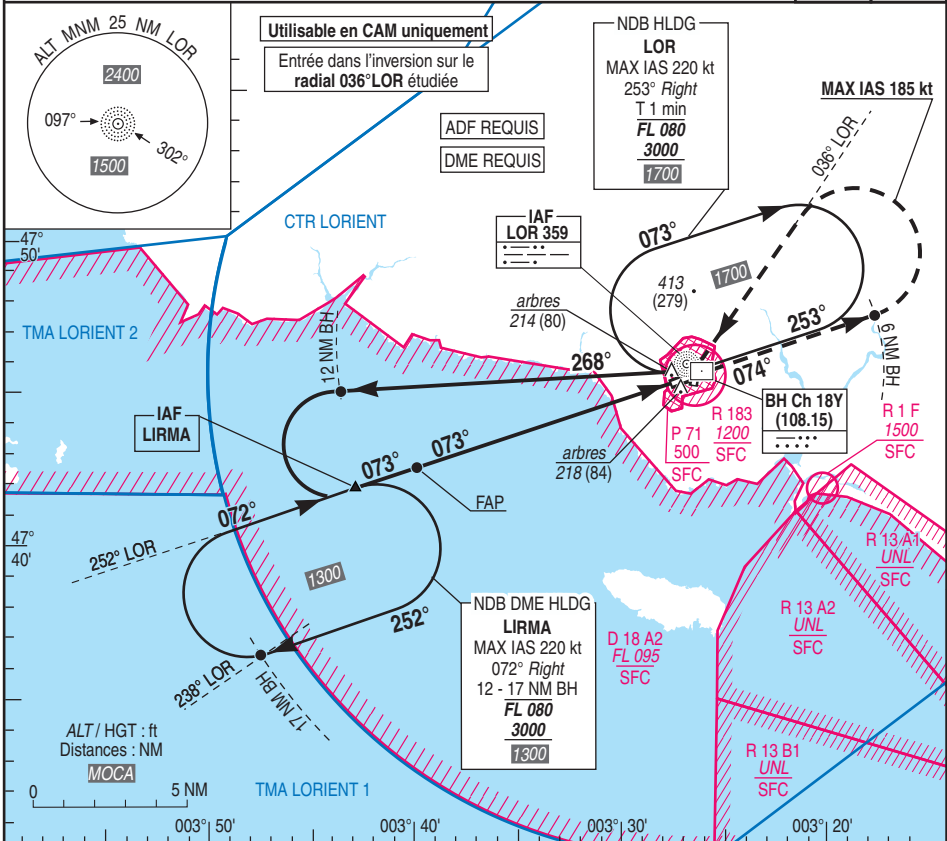 ALT MNM 25 NM LOR
2400
097°
302°
1500
Utilisable en CAM uniquement
Entrée dans l'inversion sur le
radial 036°LOR étudiée
ADF REQUIS
DME REQUIS
NDB HLDG
LOR
MAX IAS 220 kt
253° Right
T 1 min
FL 080
3000
1700
MAX IAS 185 kt
036° LOR
CTR LORIENT
IAF
LOR 359
073°
1700
413
(279)
arbres
214 (80)
47°
50'
TMA LORIENT 2
12 NM BH
268°
253°
074°
6 NM BH
BH Ch 18Y
(108.15)
R 1 F
1500
SFC
R 183
1200
SFC
P 71
500
SFC
arbres
218 (84)
IAF
LIRMA
073°
073°
FAP
072°
252° LOR
47°
40'
1300
252°
238° LOR
17 NM BH
NDB DME HLDG
LIRMA
MAX IAS 220 kt
072° Right
12 - 17 NM BH
FL 080
3000
1300
R 13 A1
UNL
SFC
R 13 A2
UNL
SFC
D 18 A2
FL 095
SFC
R 13 B1
UNL
SFC
ALT / HGT : ft
Distances : NM
MOCA
0 5 NM
TMA LORIENT 1
003° 50' 003° 40' 003° 30' 003° 20'